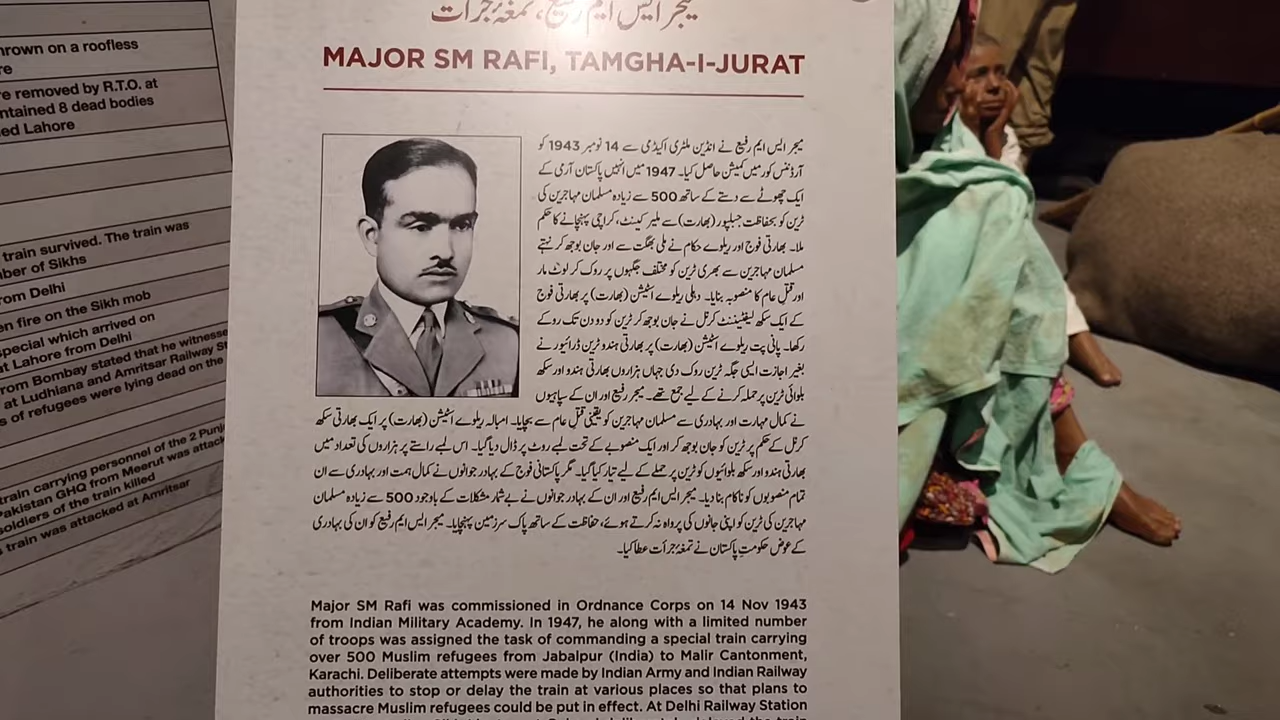 hrown on a roofless
re
re removed by R.T.O. at
ntained 8 dead bodies
ed Lahore
train survived. The train was
nber of Sikhs
rom Delhi
en fire on the Sikh mob
special which arrived on
at Lahore from Delhi
rom Bombay stated that he witnesse
at Ludhiana and Amritsar Railway St
s of refugees were lying dead on the
train carrying personnel of the 2 Punj
Pakistan GHQ from Meerut was attack
soldiers of the train killed
train was attacked at Amritsar
میجر ایس ایم رفیع، تمغۂ جرأت
MAJOR SM RAFI, TAMGHA-I-JURAT
میجر ایس ایم رفیع نے انڈین ملٹری اکیڈمی سے 14 نومبر 1943 کو
آرڈننس کور میں کمیشن حاصل کیا۔ 1947 میں انہیں پاکستان آرمی کے
ایک چھوٹے سے دستے کے ساتھ 500 سے زیادہ مسلمان مہاجرین کی
ٹرین کو بحفاظت جبلپور (بھارت) سے ملیر کینٹ، کراچی پہنچانے کا حکم
ملا۔ بھارتی فوج اور ریلوے حکام نے ملی بھگت سے اور جان بوجھ کر نہتے
مسلمان مہاجرین سے بھری ٹرین کو مختلف جگہوں پر روک کر لوٹ مار
اور قتل عام کا منصوبہ بنایا۔ دہلی ریلوے اسٹیشن (بھارت) پر بھارتی فوج
کے ایک سکھ لیفٹیننٹ کرنل نے جان بوجھ کر ٹرین کو دو دن تک روکے
رکھا۔ پانی پت ریلوے اسٹیشن (بھارت) پر بھارتی ہندو ٹرین ڈرائیور نے
بغیر اجازت ایسی جگہ ٹرین روک دی جہاں ہزاروں بھارتی ہندو اور سکھ
بلوائی ٹرین پر حملہ کرنے کے لیے جمع تھے۔ میجر رفیع اور ان کے سپاہیوں
نے کمال مہارت اور بہادری سے مسلمان مہاجرین کو یقینی قتل عام سے بچایا۔ امبالہ ریلوے اسٹیشن (بھارت) پر ایک بھارتی سکھ
کرنل کے حکم پر ٹرین کو جان بوجھ کر اور ایک منصوبے کے تحت لمبے روٹ پر ڈال دیا گیا۔ اس لمبے راستے پر ہزاروں کی تعداد میں
بھارتی ہندو اور سکھ بلوائیوں کو ٹرین پر حملے کے لیے تیار کیا گیا۔ مگر پاکستانی فوج کے بہادر جوانوں نے کمال ہمت اور بہادری سے ان
تمام منصوبوں کو ناکام بنا دیا۔ میجر ایس ایم رفیع اور ان کے بہادر جوانوں نے بے شمار مشکلات کے باوجود 500 سے زیادہ مسلمان
مہاجرین کی ٹرین کو اپنی جانوں کی پرواہ نہ کرتے ہوئے، حفاظت کے ساتھ پاک سرزمین پہنچایا۔ میجر ایس ایم رفیع کو ان کی بہادری
کے عوض حکومتِ پاکستان نے تمغۂ جرأت عطا کیا۔
Major SM Rafi was commissioned in Ordnance Corps on 14 Nov 1943
from Indian Military Academy. In 1947, he along with a limited number
of troops was assigned the task of commanding a special train carrying
over 500 Muslim refugees from Jabalpur (India) to Malir Cantonment,
Karachi. Deliberate attempts were made by Indian Army and Indian Railway
authorities to stop or delay the train at various places so that plans to
massacre Muslim refugees could be put in effect. At Delhi Railway Station